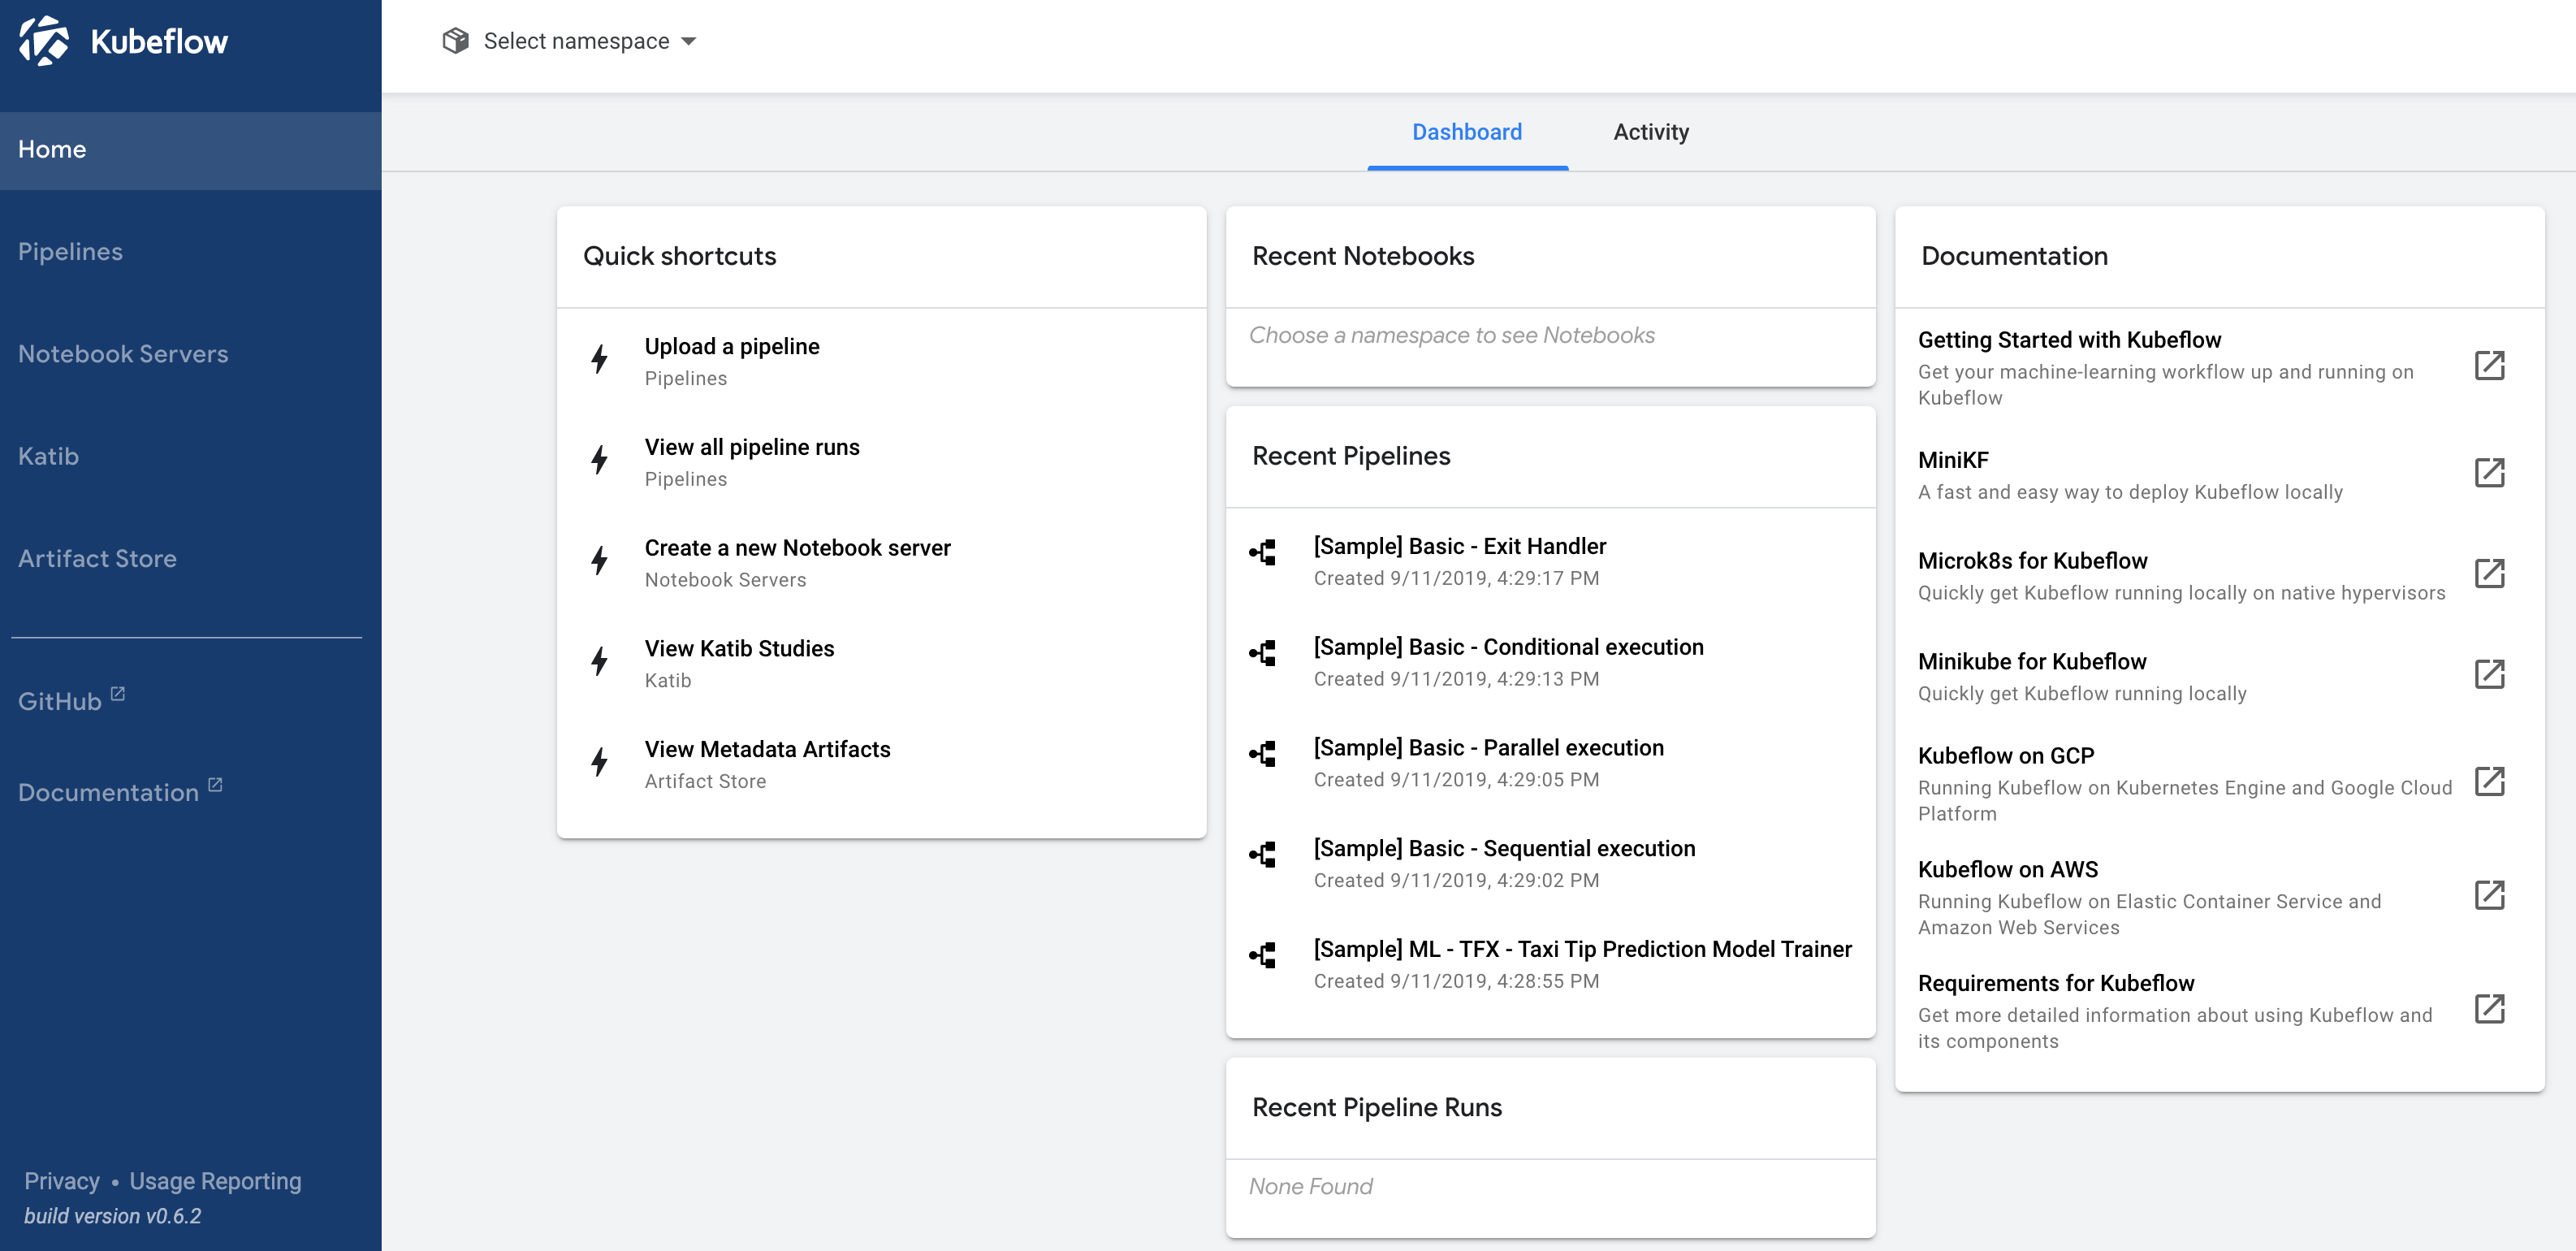 Kubeflow
Home
Pipelines
Notebook Servers
Katib
Artifact Store
GitHub
Documentation
Privacy • Usage Reporting
build version v0.6.2
Select namespace
Dashboard
Activity
Quick shortcuts
Upload a pipeline
Pipelines
View all pipeline runs
Pipelines
Create a new Notebook server
Notebook Servers
View Katib Studies
Katib
View Metadata Artifacts
Artifact Store
Recent Notebooks
Choose a namespace to see Notebooks
Recent Pipelines
[Sample] Basic - Exit Handler
Created 9/11/2019, 4:29:17 PM
[Sample] Basic - Conditional execution
Created 9/11/2019, 4:29:13 PM
[Sample] Basic - Parallel execution
Created 9/11/2019, 4:29:05 PM
[Sample] Basic - Sequential execution
Created 9/11/2019, 4:29:02 PM
[Sample] ML - TFX - Taxi Tip Prediction Model Trainer
Created 9/11/2019, 4:28:55 PM
Recent Pipeline Runs
None Found
Documentation
Getting Started with Kubeflow
Get your machine-learning workflow up and running on
Kubeflow
MiniKF
A fast and easy way to deploy Kubeflow locally
Microk8s for Kubeflow
Quickly get Kubeflow running locally on native hypervisors
Minikube for Kubeflow
Quickly get Kubeflow running locally
Kubeflow on GCP
Running Kubeflow on Kubernetes Engine and Google Cloud
Platform
Kubeflow on AWS
Running Kubeflow on Elastic Container Service and
Amazon Web Services
Requirements for Kubeflow
Get more detailed information about using Kubeflow and
its components